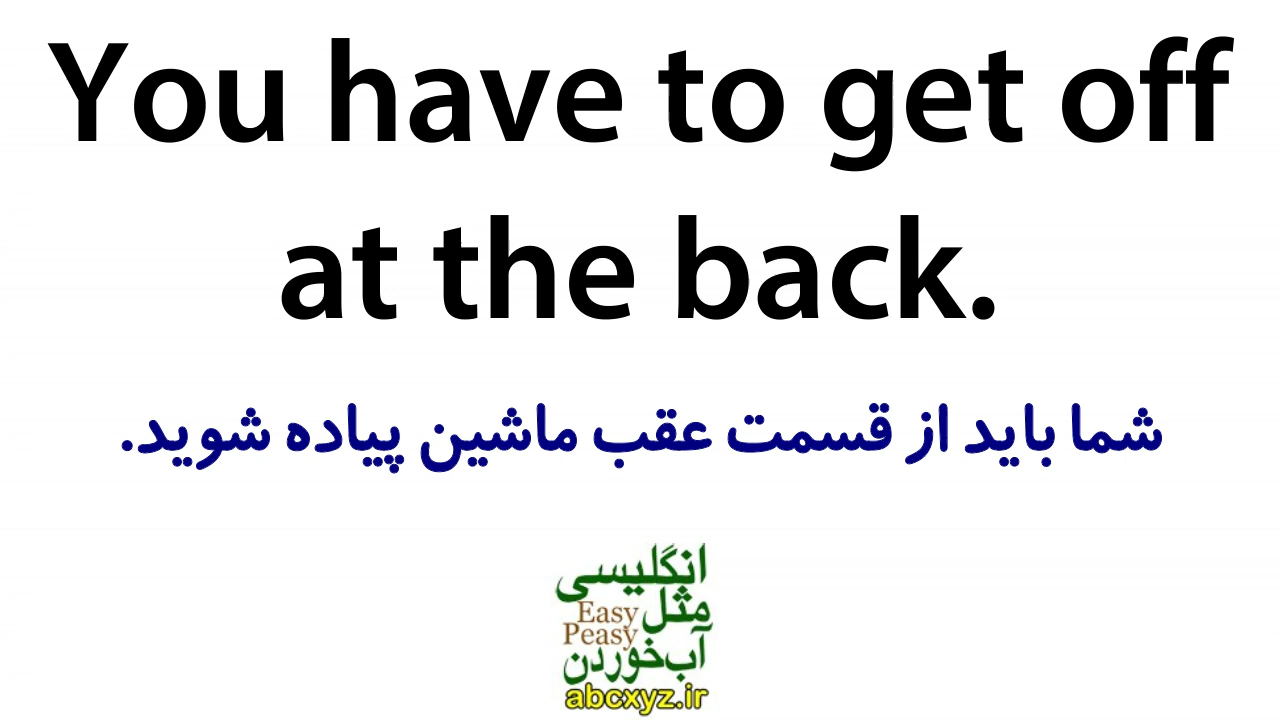 You have to get off
at the back.
شما باید از قسمت عقب ماشین پیاده شوید.
انگلیسی
مثل
Easy
Peasy
آب‌خوردن
abcxyz.ir